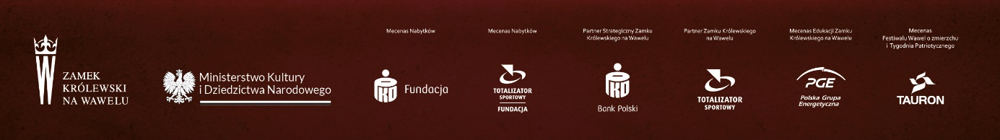 ZAMEK
KRÓLEWSKI
NA WAWELU
Ministerstwo Kultury
i Dziedzictwa Narodowego
Mecenas Nabytków
PKO
Fundacja
Mecenas Nabytków
TOTALIZATOR
SPORTOWY
FUNDACJA
Partner Strategiczny Zamku
Królewskiego na Wawelu
PKO
Bank Polski
Partner Zamku Królewskiego
na Wawelu
TOTALIZATOR
SPORTOWY
Mecenas Edukacji Zamku
Królewskiego na Wawelu
PGE
Polska Grupa
Energetyczna
Mecenas
Festiwalu Wawel o zmierzchu
i Tygodnia Patriotycznego
TAURON